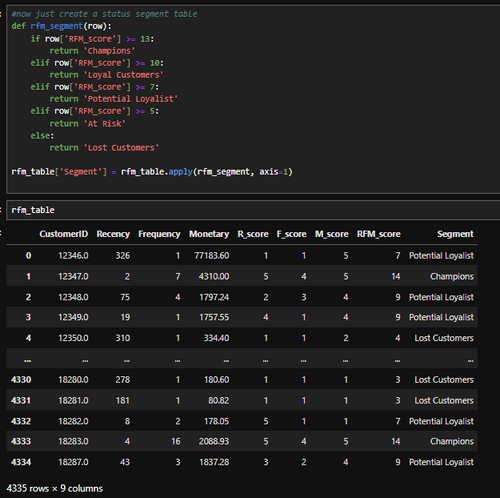 #now just create a status segment table
def rfm_segment(row):
    if row['RFM_score'] >= 13:
        return 'Champions'
    elif row['RFM_score'] >= 10:
        return 'Loyal Customers'
    elif row['RFM_score'] >= 7:
        return 'Potential Loyalist'
    elif row['RFM_score'] >= 5:
        return 'At Risk'
    else:
        return 'Lost Customers'
rfm_table['Segment'] = rfm_table.apply(rfm_segment, axis=1)
rfm_table
CustomerID Recency Frequency Monetary R_score F_score M_score RFM_score Segment
0 12346.0 326 1 77183.60 1 1 5 7 Potential Loyalist
1 12347.0 2 7 4310.00 5 4 5 14 Champions
2 12348.0 75 4 1797.24 2 3 4 9 Potential Loyalist
3 12349.0 19 1 1757.55 4 1 4 9 Potential Loyalist
4 12350.0 310 1 334.40 1 1 2 4 Lost Customers
... ... ... ... ... ... ... ... ... ...
4330 18280.0 278 1 180.60 1 1 1 3 Lost Customers
4331 18281.0 181 1 80.82 1 1 1 3 Lost Customers
4332 18282.0 8 2 178.05 5 1 1 7 Potential Loyalist
4333 18283.0 4 16 2088.93 5 4 5 14 Champions
4334 18287.0 43 3 1837.28 3 2 4 9 Potential Loyalist
4335 rows × 9 columns